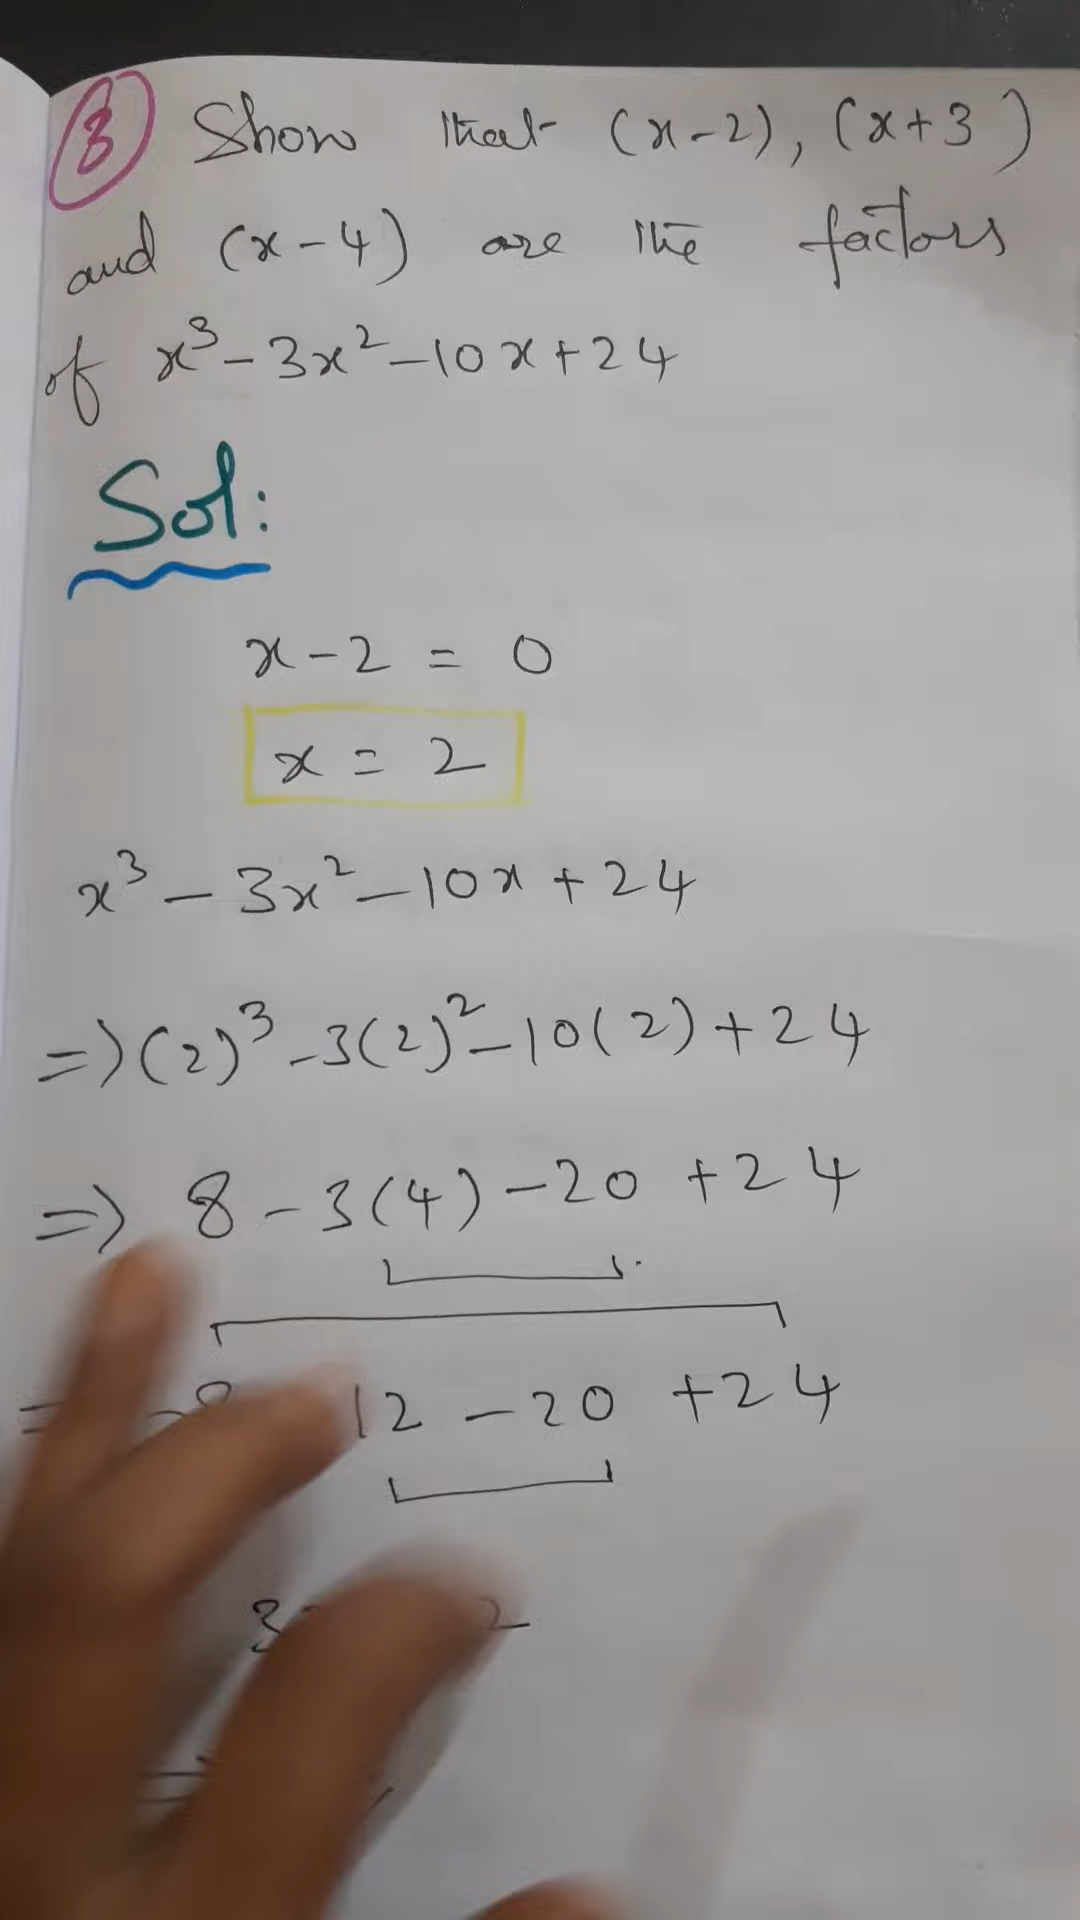 3 Show that (x-2), (x+3)
and (x-4) are the factors
of x³-3x²-10x+24
Sol:
x-2 = 0
x = 2
x³ - 3x² - 10x + 24
=> (2)³ - 3(2)² - 10(2) + 24
=> 8 - 3(4) - 20 + 24
12 - 20 + 24